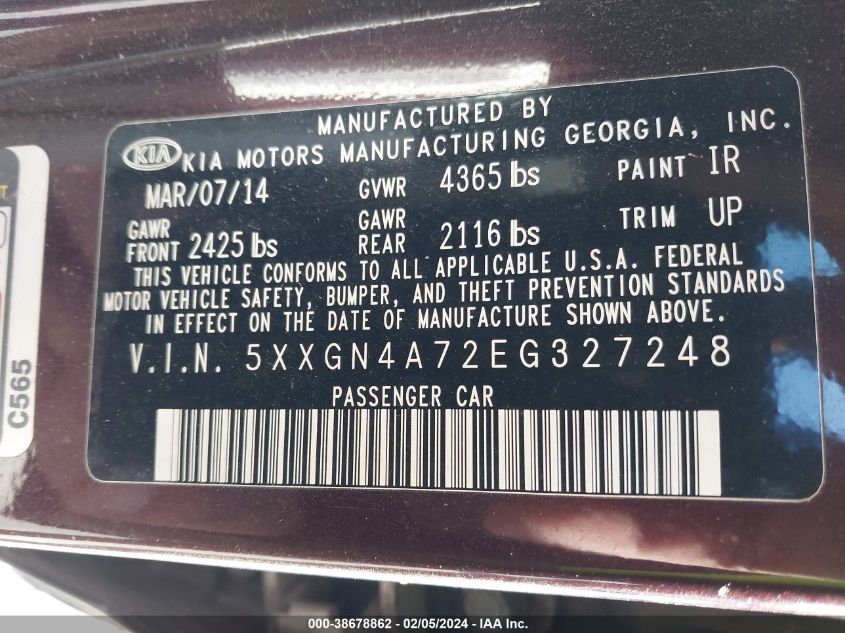 MANUFACTURED BY
KIA KIA MOTORS MANUFACTURING GEORGIA, INC.
MAR/07/14 GVWR 4365 lbs PAINT IR
GAWR FRONT 2425 lbs GAWR REAR 2116 lbs TRIM UP
THIS VEHICLE CONFORMS TO ALL APPLICABLE U.S.A. FEDERAL
MOTOR VEHICLE SAFETY, BUMPER, AND THEFT PREVENTION STANDARDS
IN EFFECT ON THE DATE OF MANUFACTURE SHOWN ABOVE.
V.I.N. 5XXGN4A72EG327248
PASSENGER CAR
C565
000-38678862 - 02/05/2024 - IAA, Inc.